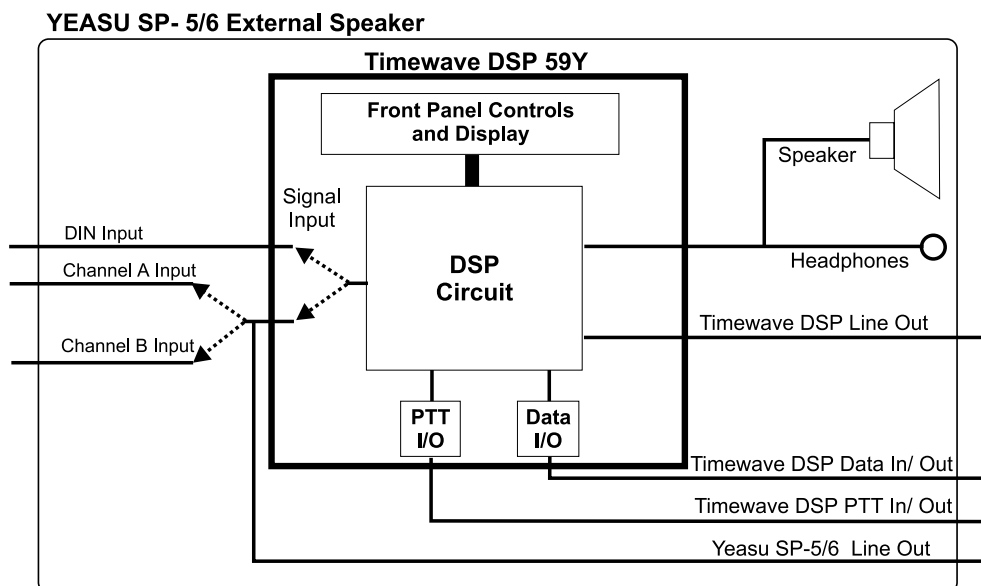 YEASU SP- 5/6 External Speaker
Timewave DSP 59Y
Front Panel Controls
and Display
Speaker
Signal
Input
DIN Input
Channel A Input
DSP
Circuit
Headphones
Timewave DSP Line Out
Channel B Input
PTT
I/O
Data
I/O
Timewave DSP Data In/ Out
Timewave DSP PTT In/ Out
Yeasu SP-5/6 Line Out